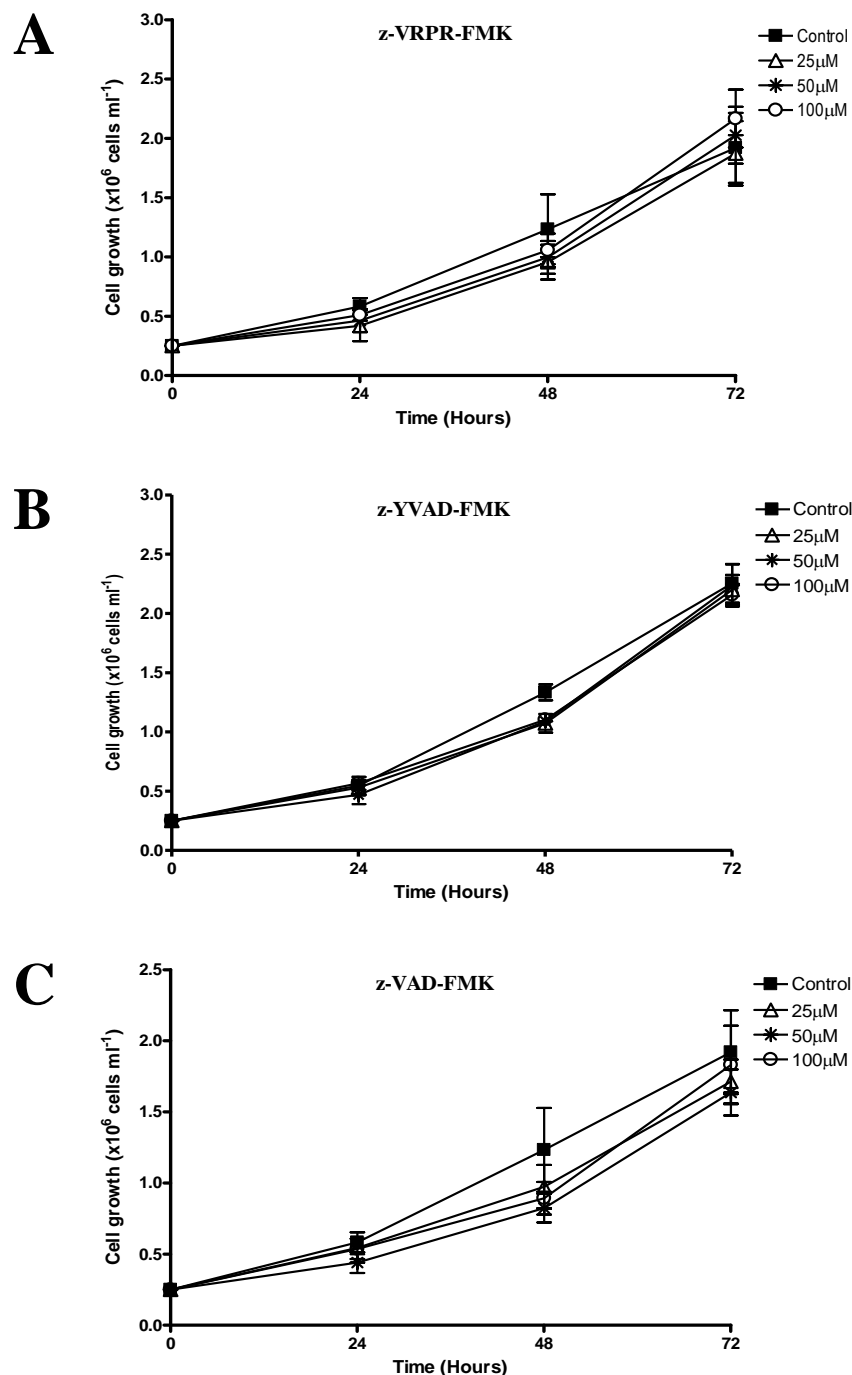 A
z-VRPR-FMK
Control
25µM
50µM
100µM
3.0
2.5
2.0
1.5
1.0
0.5
0.0
Cell growth (x10⁶ cells ml⁻¹)
0 24 48 72
Time (Hours)
B
z-YVAD-FMK
Control
25µM
50µM
100µM
3.0
2.5
2.0
1.5
1.0
0.5
0.0
Cell growth (x10⁶ cells ml⁻¹)
0 24 48 72
Time (Hours)
C
z-VAD-FMK
Control
25µM
50µM
100µM
2.5
2.0
1.5
1.0
0.5
0.0
Cell growth (x10⁶ cells ml⁻¹)
0 24 48 72
Time (Hours)